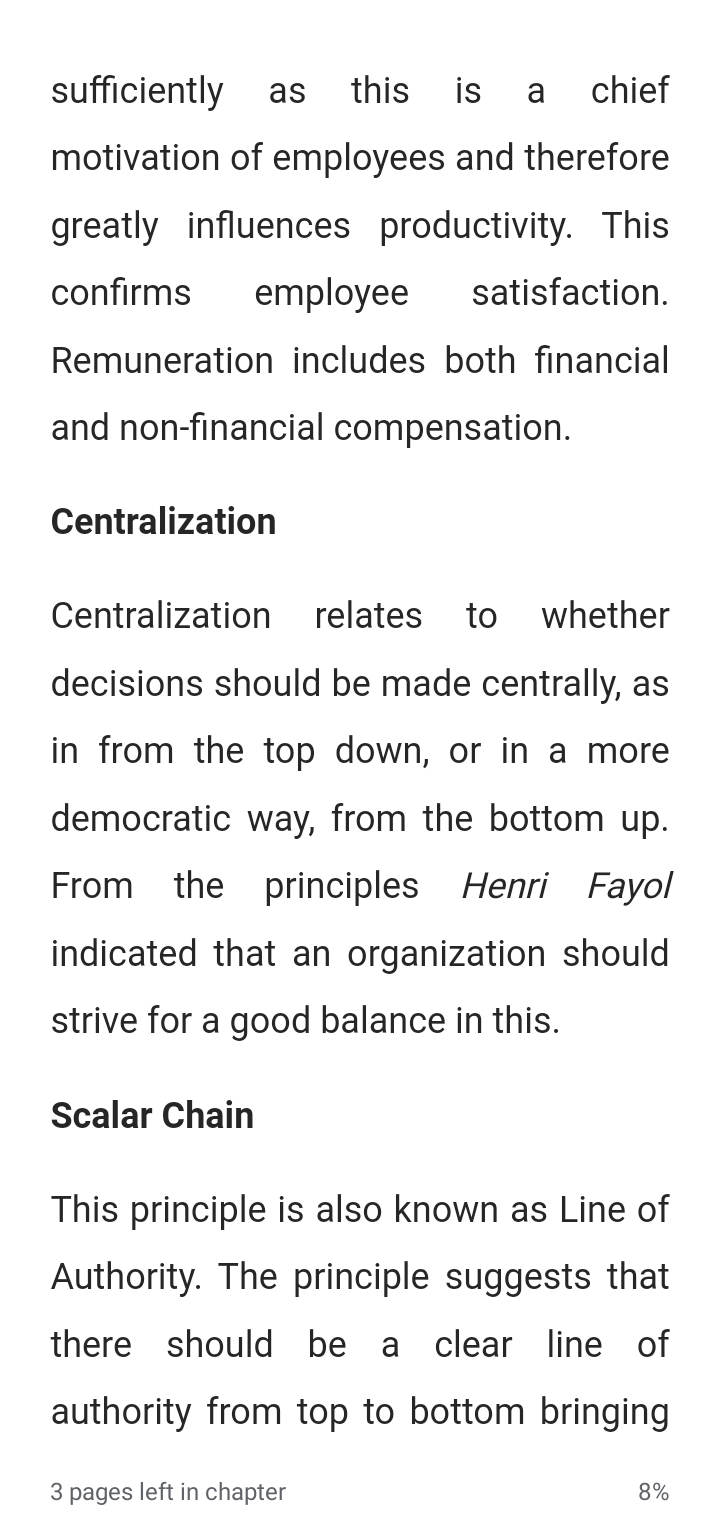 sufficiently as this is a chief
motivation of employees and therefore
greatly influences productivity. This
confirms employee satisfaction.
Remuneration includes both financial
and non-financial compensation.
Centralization
Centralization relates to whether
decisions should be made centrally, as
in from the top down, or in a more
democratic way, from the bottom up.
From the principles Henri Fayol
indicated that an organization should
strive for a good balance in this.
Scalar Chain
This principle is also known as Line of
Authority. The principle suggests that
there should be a clear line of
authority from top to bottom bringing
3 pages left in chapter 8%